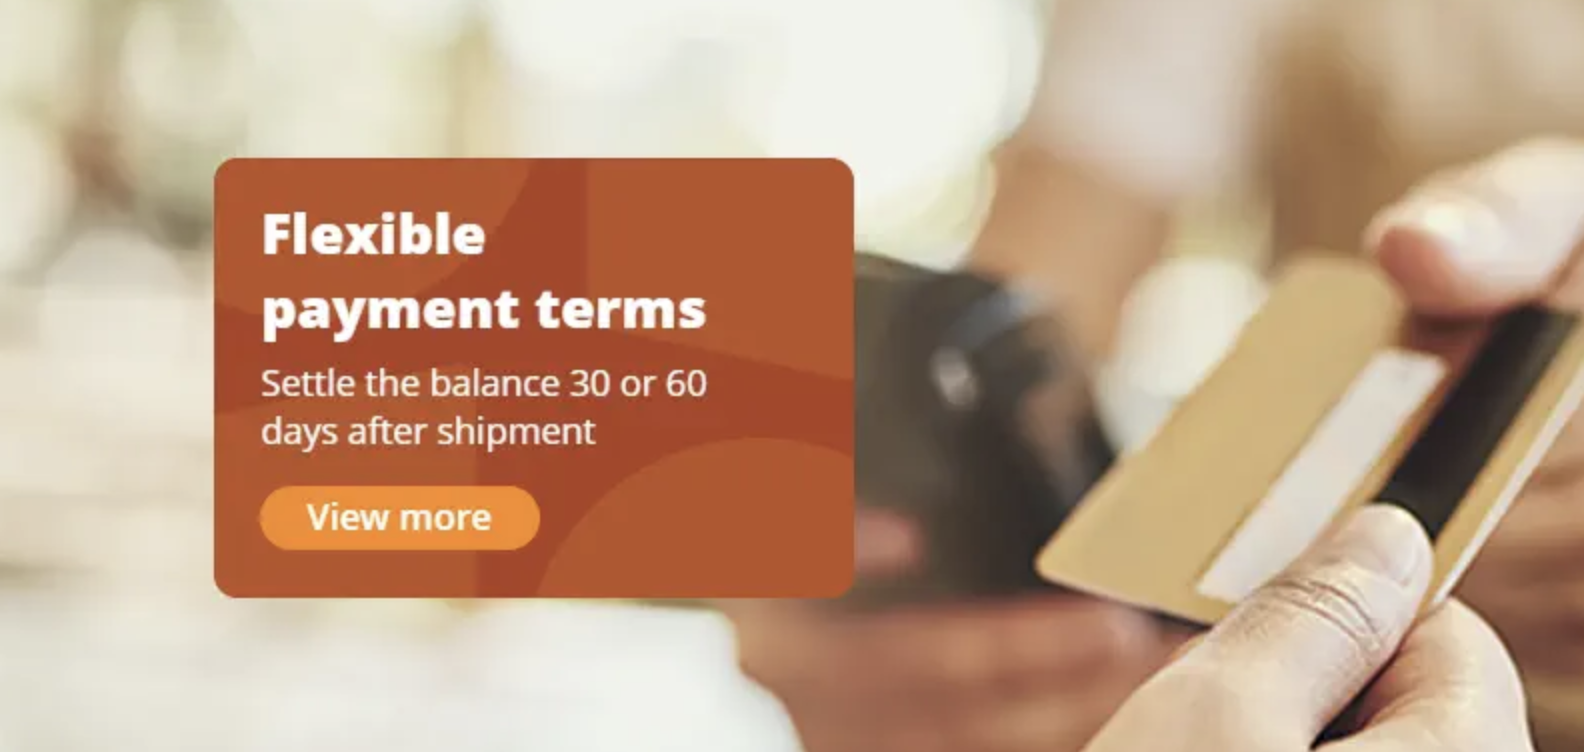 Flexible
payment terms
Settle the balance 30 or 60
days after shipment
View more